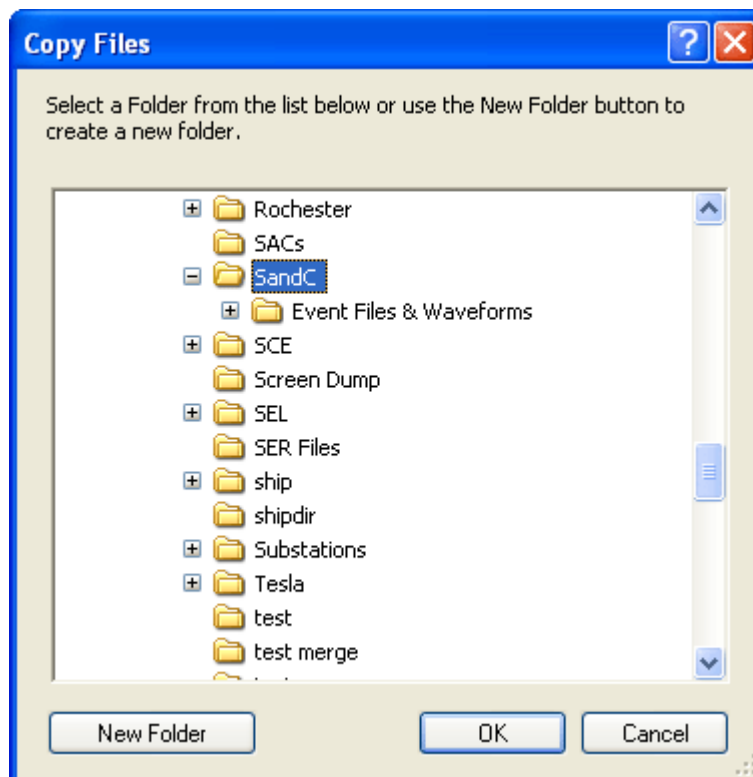 Copy Files
Select a Folder from the list below or use the New Folder button to
create a new folder.
Rochester
SACs
SandC
Event Files & Waveforms
SCE
Screen Dump
SEL
SER Files
ship
shipdir
Substations
Tesla
test
test merge
New Folder
OK
Cancel